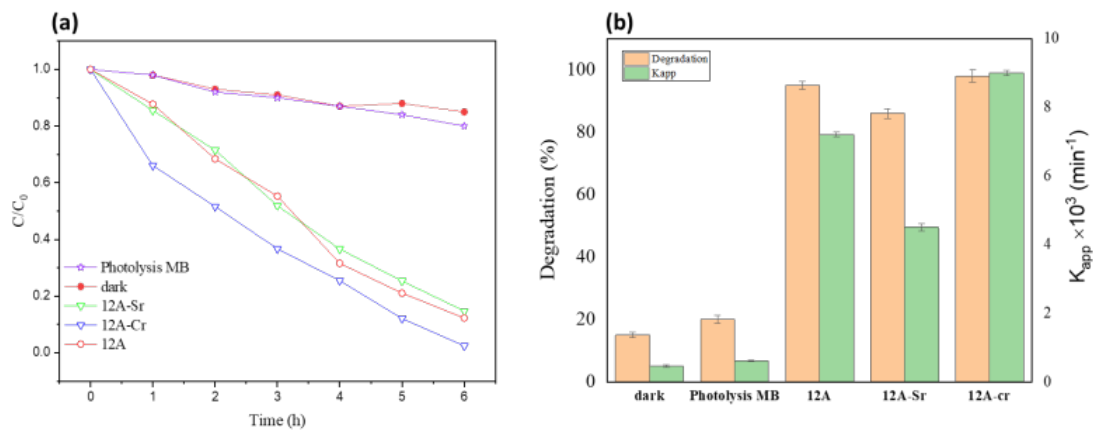 (a)
C/C0
1.0
0.8
0.6
0.4
0.2
0.0
Photolysis MB
dark
12A-Sr
12A-Cr
12A
0 1 2 3 4 5 6
Time (h)
(b)
Degradation (%)
100
80
60
40
20
0
Degradation
Kapp
10
8
6
4
2
0
Kapp ×10³ (min⁻¹)
dark Photolysis MB 12A 12A-Sr 12A-cr